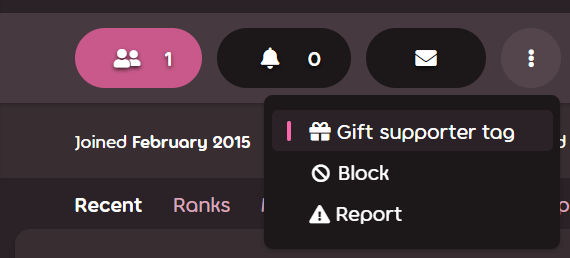 1 0
Gift supporter tag
Joined February 2015
Block
Recent Ranks
Report